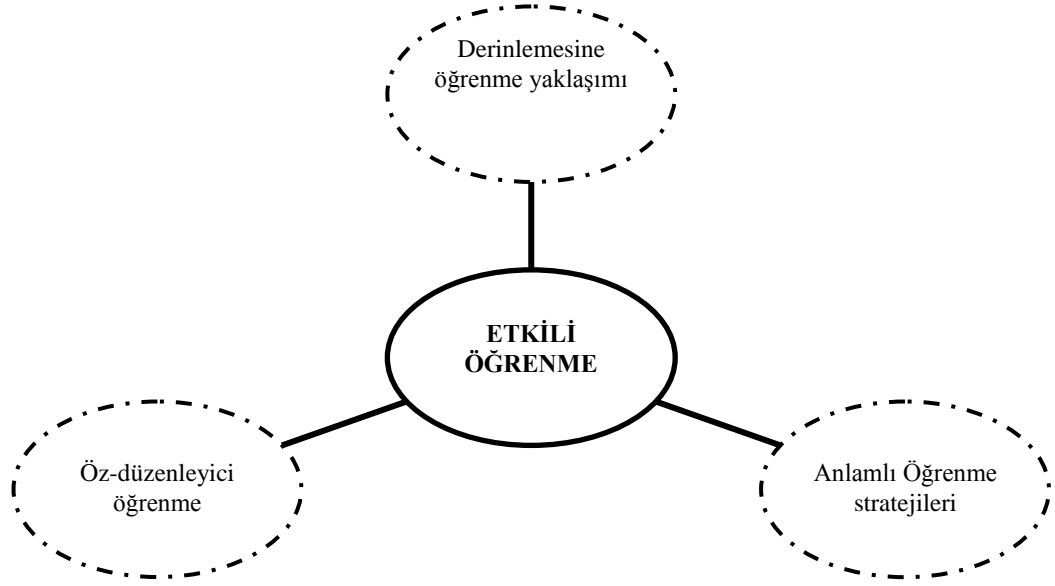 Derinlemesine
öğrenme yaklaşımı
ETKİLİ
ÖĞRENME
Öz-düzenleyici
öğrenme
Anlamlı Öğrenme
stratejileri